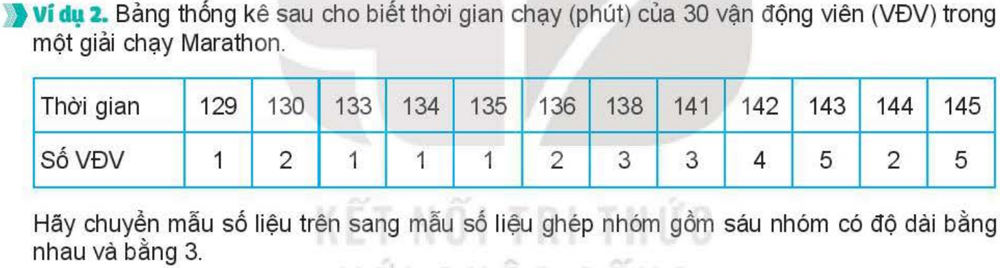 Ví dụ 2. Bảng thống kê sau cho biết thời gian chạy (phút) của 30 vận động viên (VĐV) trong
một giải chạy Marathon.
Thời gian 129 130 133 134 135 136 138 141 142 143 144 145
Số VĐV 1 2 1 1 1 2 3 3 4 5 2 5
KẾT NỐI TRI THỨC
Hãy chuyển mẫu số liệu trên sang mẫu số liệu ghép nhóm gồm sáu nhóm có độ dài bằng
nhau và bằng 3.